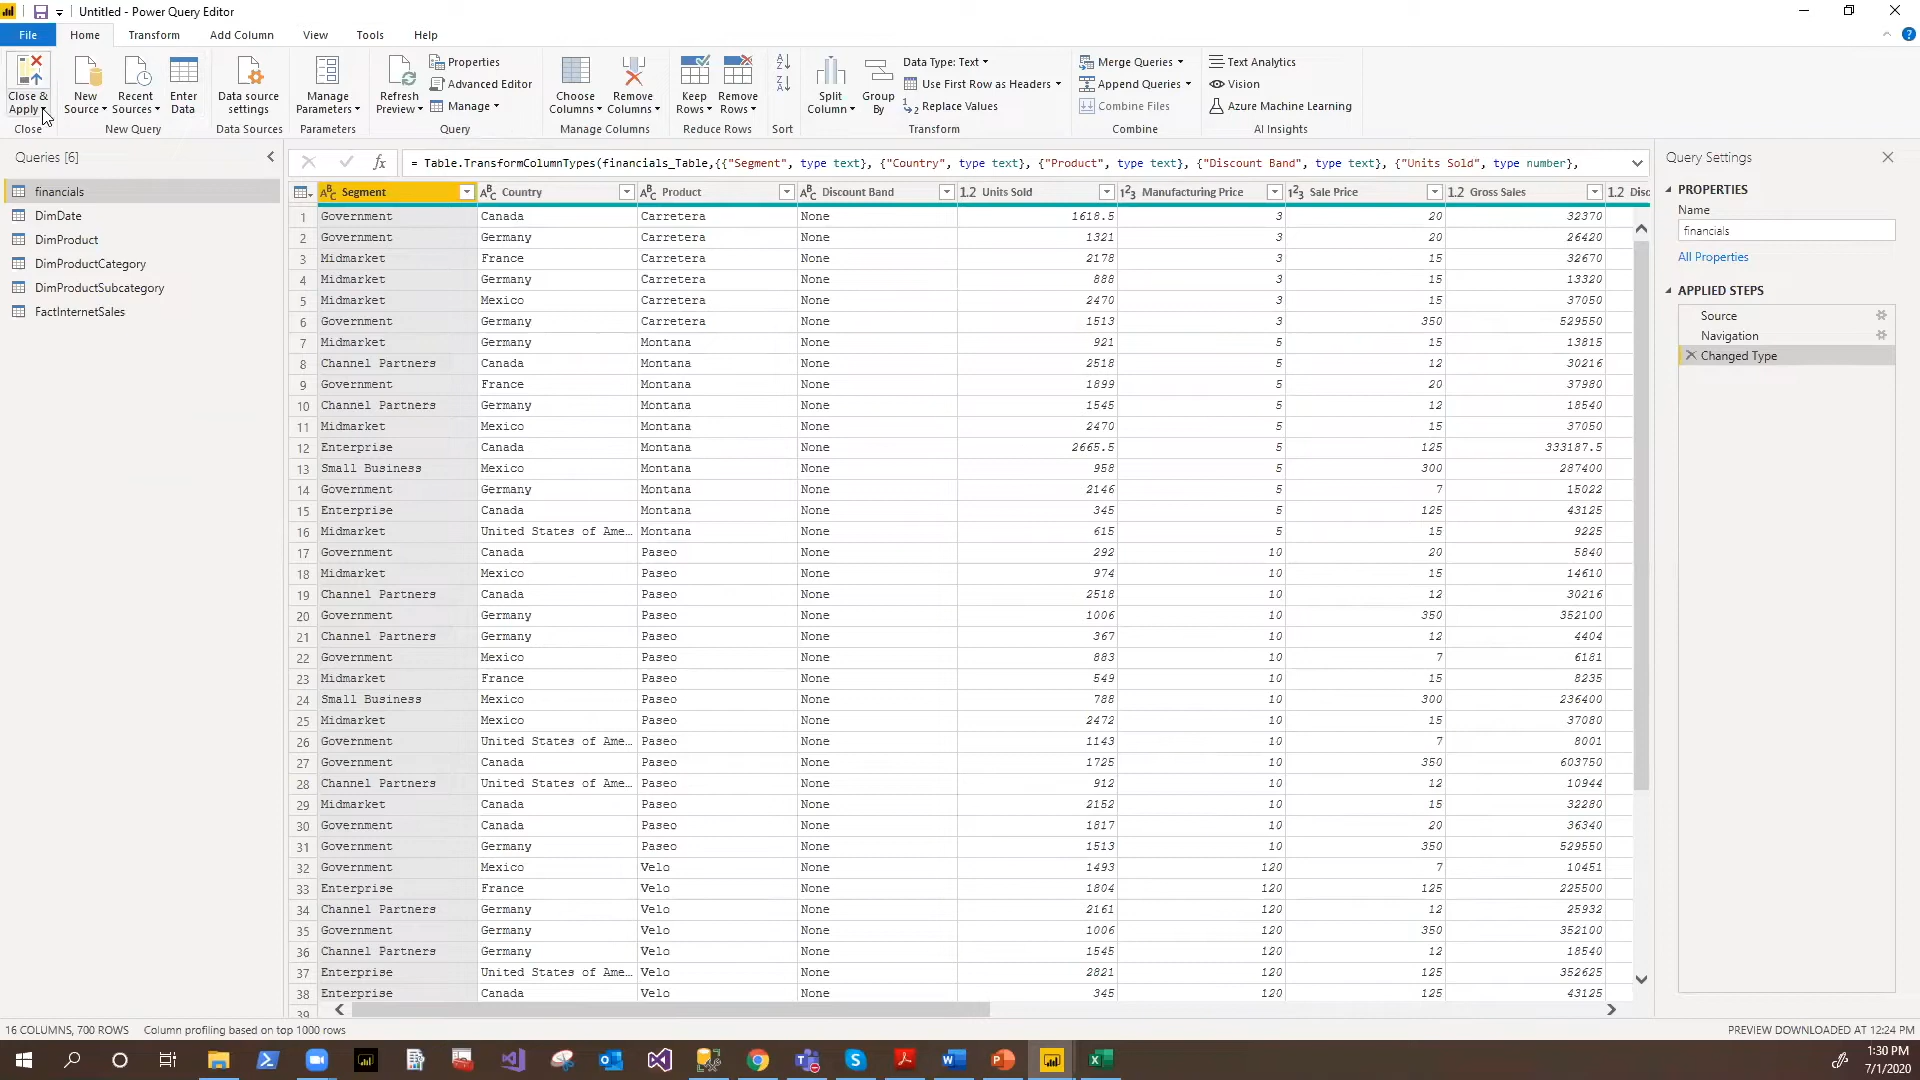 Untitled - Power Query Editor
File Home Transform Add Column View Tools Help
Close & Apply New Source Recent Sources Enter Data Data source settings Manage Parameters Refresh Preview Properties Advanced Editor Manage Choose Columns Remove Columns Keep Rows Remove Rows Split Column Group By Data Type: Text Use First Row as Headers Replace Values Merge Queries Append Queries Combine Files Text Analytics Vision Azure Machine Learning
Close New Query Data Sources Parameters Query Manage Columns Reduce Rows Sort Transform Combine AI Insights
Queries [6]
financials
DimDate
DimProduct
DimProductCategory
DimProductSubcategory
FactInternetSales
fx = Table.TransformColumnTypes(financials_Table,{{"Segment", type text}, {"Country", type text}, {"Product", type text}, {"Discount Band", type text}, {"Units Sold", type number},
Segment Country Product Discount Band 1.2 Units Sold Manufacturing Price Sale Price 1.2 Gross Sales 1.2 Disc
1 Government Canada Carretera None 1618.5 3 20 32370
2 Government Germany Carretera None 1321 3 20 26420
3 Midmarket France Carretera None 2178 3 15 32670
4 Midmarket Germany Carretera None 888 3 15 13320
5 Midmarket Mexico Carretera None 2470 3 15 37050
6 Government Germany Carretera None 1513 3 350 529550
7 Midmarket Germany Montana None 921 5 15 13815
8 Channel Partners Canada Montana None 2518 5 12 30216
9 Government France Montana None 1899 5 20 37980
10 Channel Partners Germany Montana None 1545 5 12 18540
11 Midmarket Mexico Montana None 2470 5 15 37050
12 Enterprise Canada Montana None 2665.5 5 125 333187.5
13 Small Business Mexico Montana None 958 5 300 287400
14 Government Germany Montana None 2146 5 7 15022
15 Enterprise Canada Montana None 345 5 125 43125
16 Midmarket United States of Ame... Montana None 615 5 15 9225
17 Government Canada Paseo None 292 10 20 5840
18 Midmarket Mexico Paseo None 974 10 15 14610
19 Channel Partners Canada Paseo None 2518 10 12 30216
20 Government Germany Paseo None 1006 10 350 352100
21 Channel Partners Germany Paseo None 367 10 12 4404
22 Government Mexico Paseo None 883 10 7 6181
23 Midmarket France Paseo None 549 10 15 8235
24 Small Business Mexico Paseo None 788 10 300 236400
25 Midmarket Mexico Paseo None 2472 10 15 37080
26 Government United States of Ame... Paseo None 1143 10 7 8001
27 Government Canada Paseo None 1725 10 350 603750
28 Channel Partners United States of Ame... Paseo None 912 10 12 10944
29 Midmarket Canada Paseo None 2152 10 15 32280
30 Government Canada Paseo None 1817 10 20 36340
31 Government Germany Paseo None 1513 10 350 529550
32 Government Mexico Velo None 1493 120 7 10451
33 Enterprise France Velo None 1804 120 125 225500
34 Channel Partners Germany Velo None 2161 120 12 25932
35 Government Germany Velo None 1006 120 350 352100
36 Channel Partners Germany Velo None 1545 120 12 18540
37 Enterprise United States of Ame... Velo None 2821 120 125 352625
38 Enterprise Canada Velo None 345 120 125 43125
39
Query Settings
PROPERTIES
Name
financials
All Properties
APPLIED STEPS
Source
Navigation
Changed Type
16 COLUMNS, 700 ROWS Column profiling based on top 1000 rows PREVIEW DOWNLOADED AT 12:24 PM
1:30 PM
7/1/2020